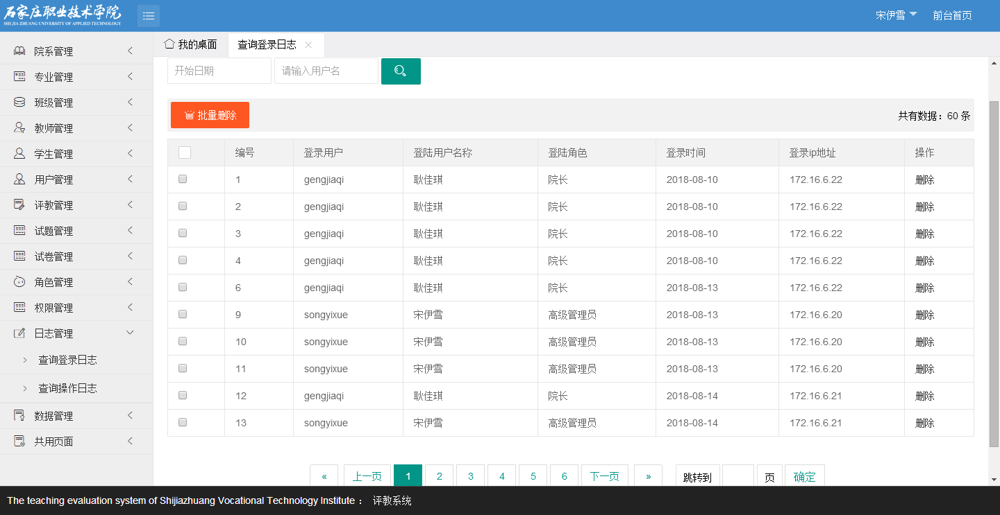 石家庄职业技术学院
SHI JIA ZHUANG UNIVERSITY OF APPLIED TECHNOLOGY
宋伊雪 前台首页
院系管理
专业管理
班级管理
教师管理
学生管理
用户管理
评教管理
试题管理
试卷管理
角色管理
权限管理
日志管理
查询登录日志
查询操作日志
数据管理
共用页面
我的桌面 查询登录日志
开始日期 请输入用户名
批量删除 共有数据：60 条
编号 登录用户 登陆用户名称 登陆角色 登录时间 登录ip地址 操作
1 gengjiaqi 耿佳琪 院长 2018-08-10 172.16.6.22 删除
2 gengjiaqi 耿佳琪 院长 2018-08-10 172.16.6.22 删除
3 gengjiaqi 耿佳琪 院长 2018-08-10 172.16.6.22 删除
4 gengjiaqi 耿佳琪 院长 2018-08-10 172.16.6.22 删除
6 gengjiaqi 耿佳琪 院长 2018-08-13 172.16.6.22 删除
9 songyixue 宋伊雪 高级管理员 2018-08-13 172.16.6.20 删除
10 songyixue 宋伊雪 高级管理员 2018-08-13 172.16.6.20 删除
11 songyixue 宋伊雪 高级管理员 2018-08-13 172.16.6.20 删除
12 gengjiaqi 耿佳琪 院长 2018-08-14 172.16.6.21 删除
13 songyixue 宋伊雪 高级管理员 2018-08-14 172.16.6.21 删除
« 上一页 1 2 3 4 5 6 下一页 » 跳转到 页 确定
The teaching evaluation system of Shijiazhuang Vocational Technology Institute ： 评教系统